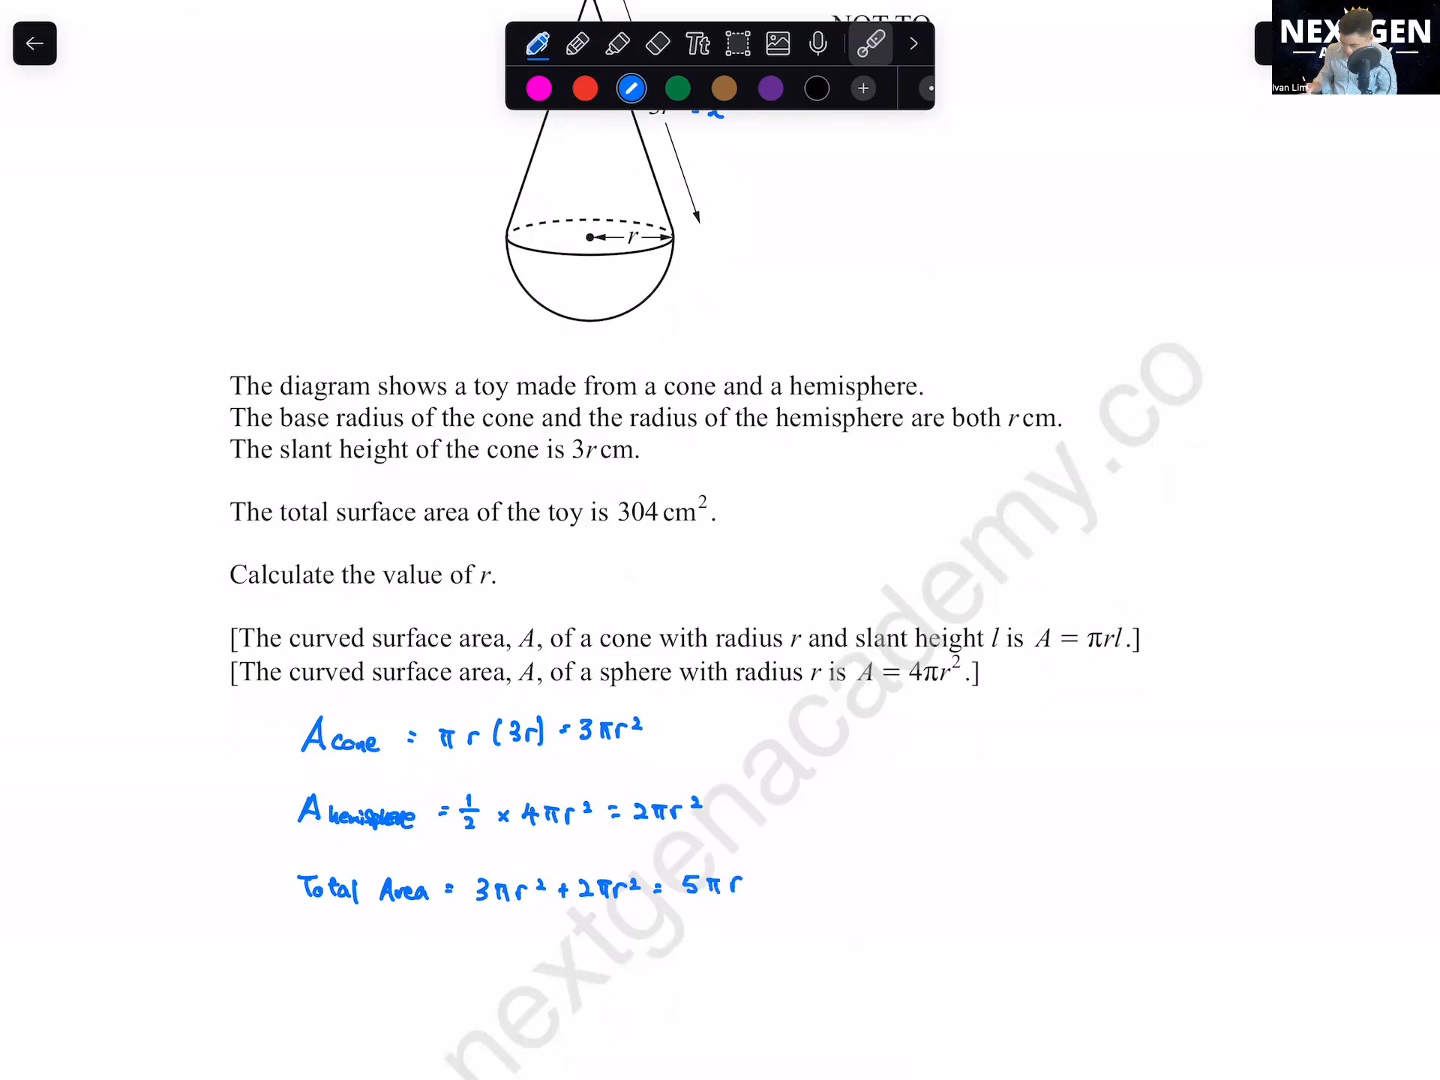 NOT TO
NEXTGEN
Ivan Lim
Tt
= l
r
The diagram shows a toy made from a cone and a hemisphere.
The base radius of the cone and the radius of the hemisphere are both r cm.
The slant height of the cone is 3r cm.
The total surface area of the toy is 304 cm².
Calculate the value of r.
[The curved surface area, A, of a cone with radius r and slant height l is A = πrl.]
[The curved surface area, A, of a sphere with radius r is A = 4πr².]
A cone = π r (3r) = 3πr²
A hemisphere = 1/2 × 4πr² = 2πr²
Total Area = 3πr² + 2πr² = 5πr
nextgenacademy.co